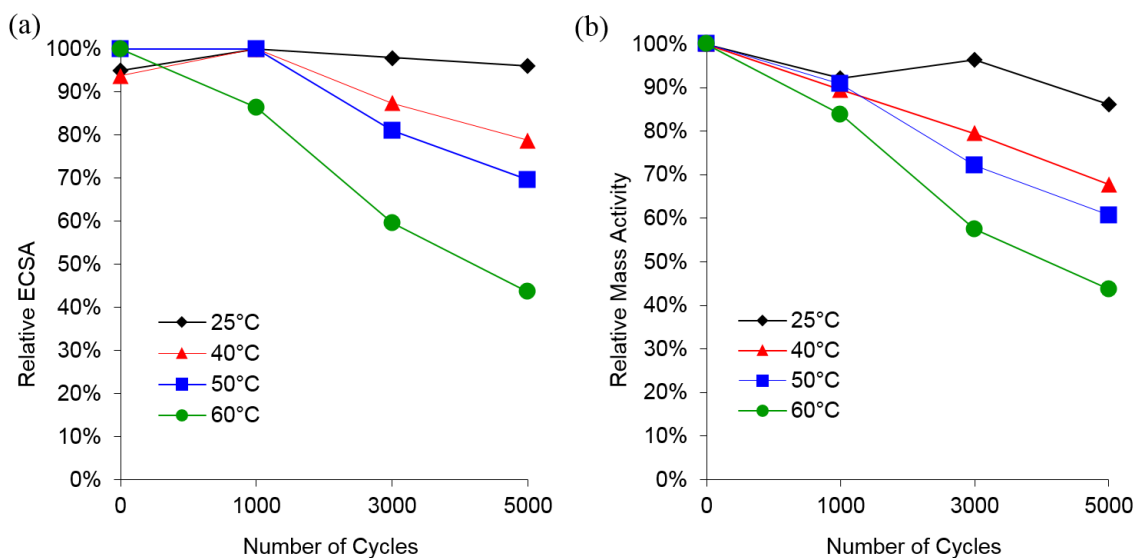 (a)
100%
90%
80%
70%
60%
50%
40%
30%
20%
10%
0%
Relative ECSA
25°C
40°C
50°C
60°C
0 1000 3000 5000
Number of Cycles
(b)
100%
90%
80%
70%
60%
50%
40%
30%
20%
10%
0%
Relative Mass Activity
25°C
40°C
50°C
60°C
0 1000 3000 5000
Number of Cycles